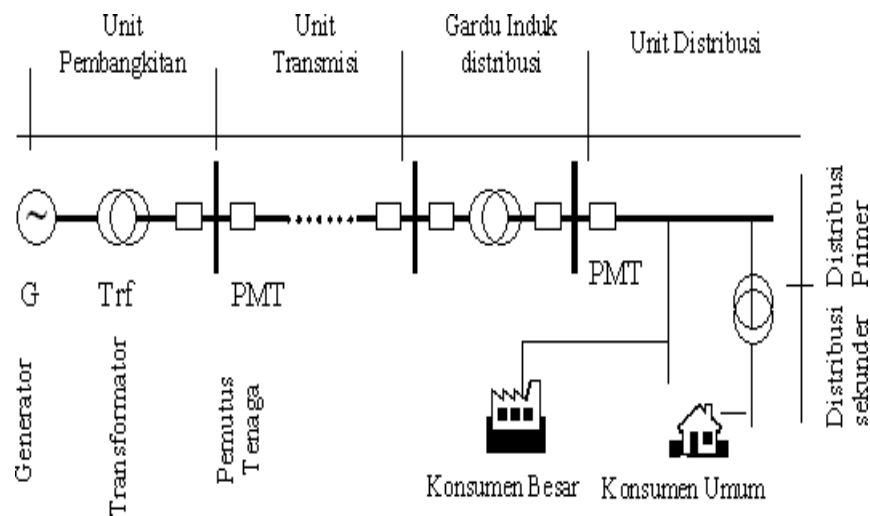 Unit
Pembangkitan
Unit
Transmisi
Gardu Induk
distribusi
Unit Distribusi
~
G
Trf
PMT
PMT
Generator
Transformator
Pemutus
Tenaga
Distribusi
Primer
Distribusi
sekunder
Konsumen Besar
Konsumen Umum